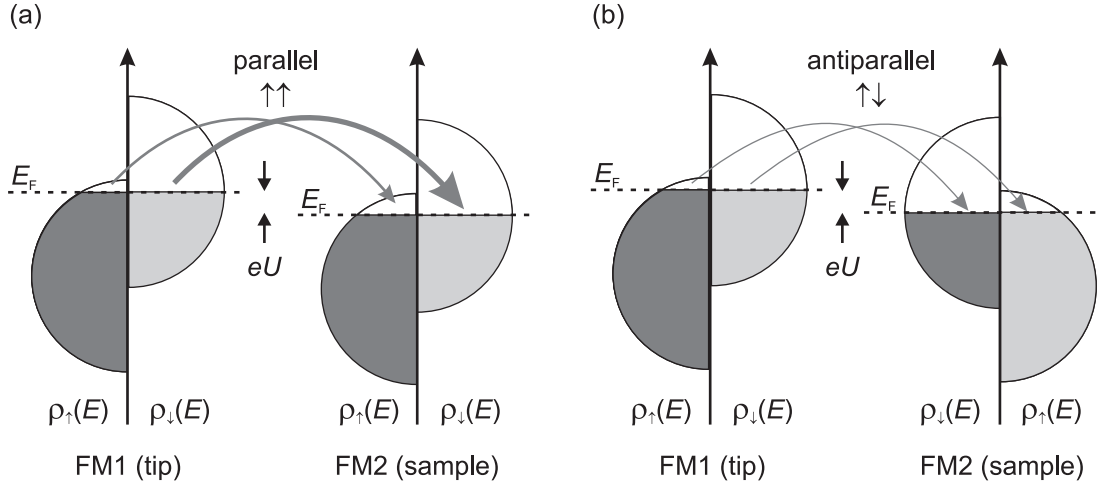 (a)
parallel
↑↑
E_F
E_F
eU
ρ↑(E) ρ↓(E)
ρ↑(E) ρ↓(E)
FM1 (tip)
FM2 (sample)
(b)
antiparallel
↑↓
E_F
E_F
eU
ρ↑(E) ρ↓(E)
ρ↓(E) ρ↑(E)
FM1 (tip)
FM2 (sample)